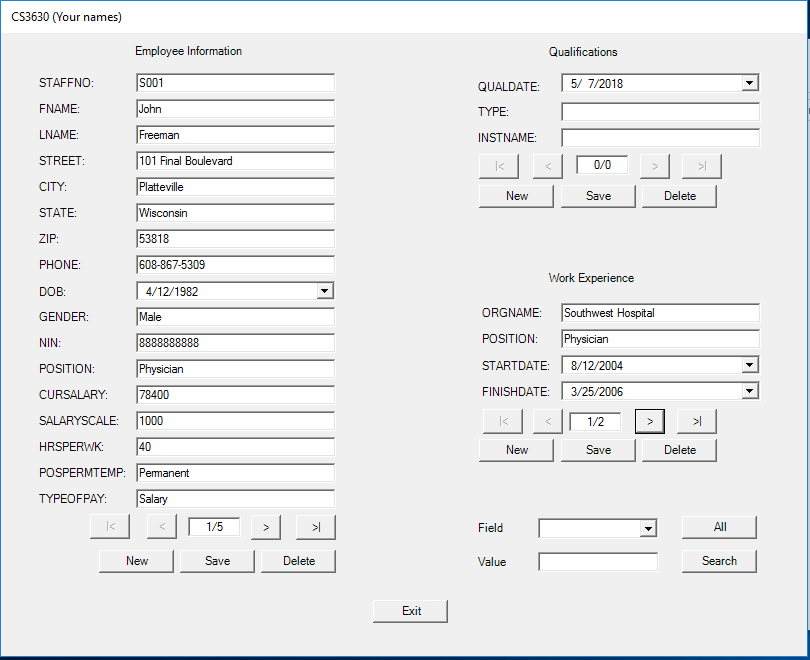 CS3630 (Your names)
Employee Information
STAFFNO: S001
FNAME: John
LNAME: Freeman
STREET: 101 Final Boulevard
CITY: Platteville
STATE: Wisconsin
ZIP: 53818
PHONE: 608-867-5309
DOB: 4/12/1982
GENDER: Male
NIN: 8888888888
POSITION: Physician
CURSALARY: 78400
SALARYSCALE: 1000
HRSPERWK: 40
POSPERMTEMP: Permanent
TYPEOFPAY: Salary
|< < 1/5 > >|
New Save Delete
Qualifications
QUALDATE: 5/ 7/2018
TYPE:
INSTNAME:
|< < 0/0 > >|
New Save Delete
Work Experience
ORGNAME: Southwest Hospital
POSITION: Physician
STARTDATE: 8/12/2004
FINISHDATE: 3/25/2006
|< < 1/2 > >|
New Save Delete
Field All
Value Search
Exit